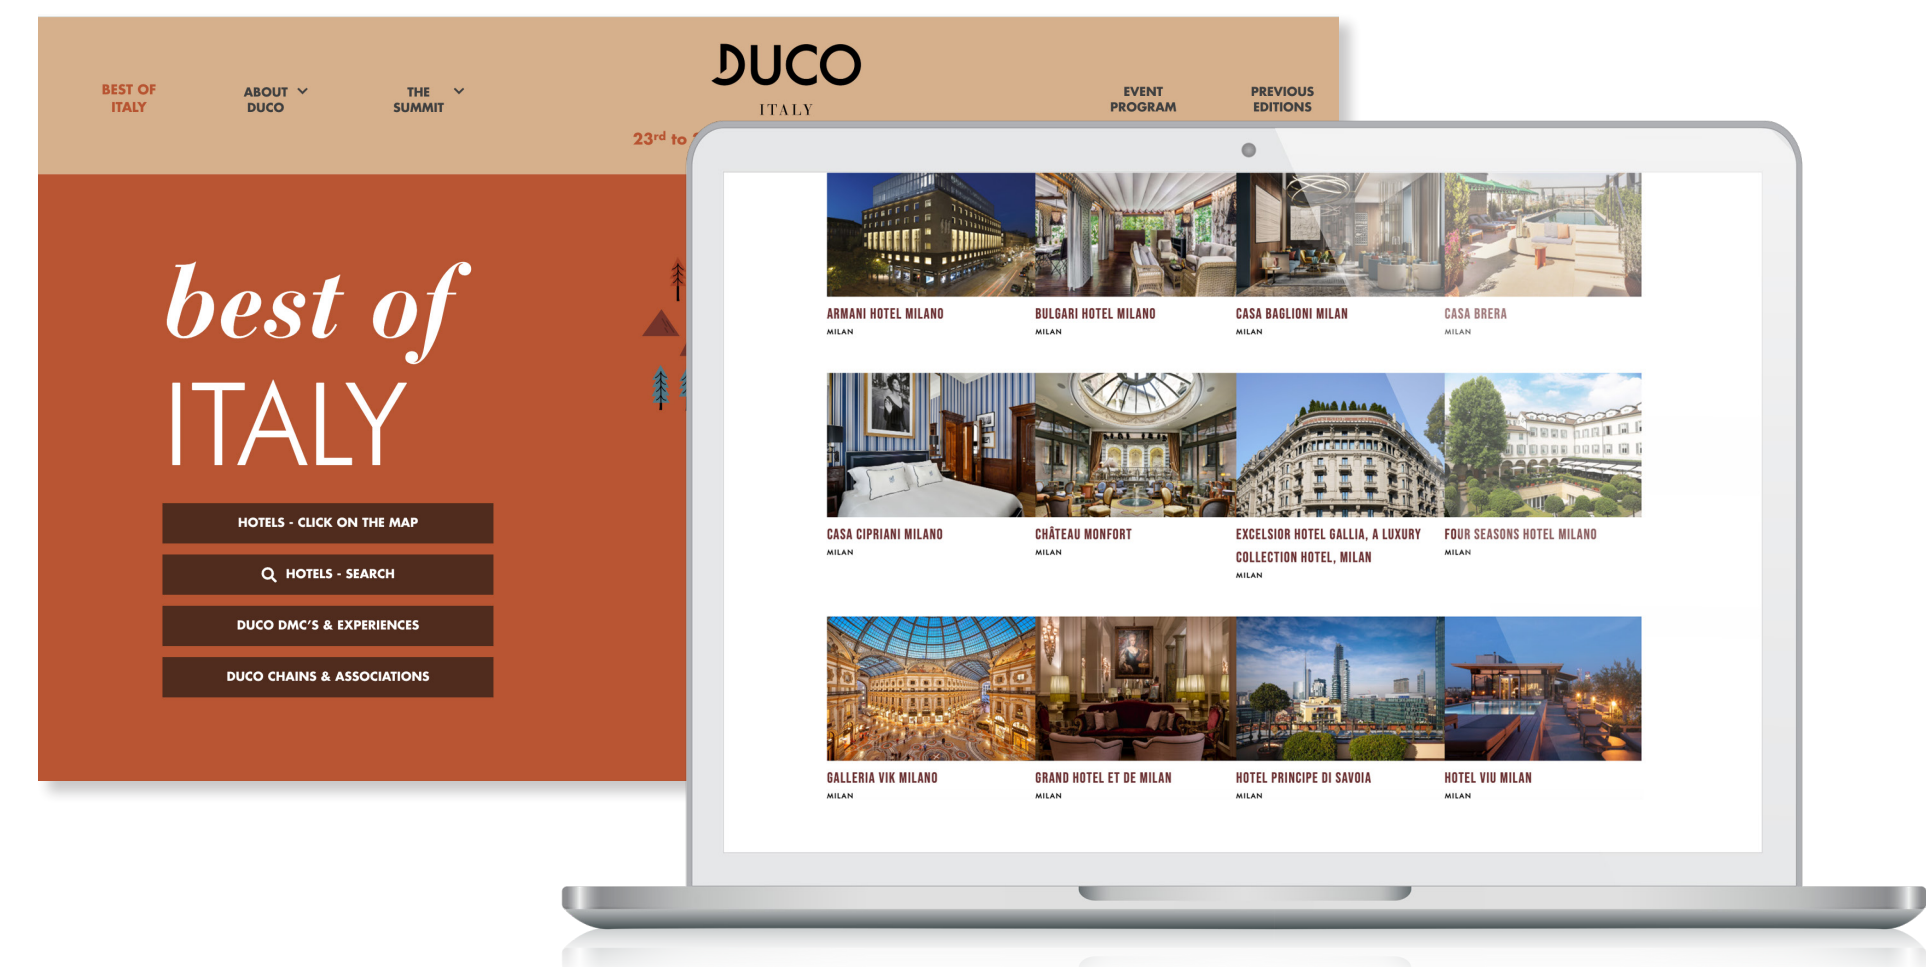 BEST OF
ITALY
ABOUT
DUCO
THE
SUMMIT
DUCO
ITALY
EVENT
PROGRAM
PREVIOUS
EDITIONS
23rd to
best of
ITALY
HOTELS - CLICK ON THE MAP
HOTELS - SEARCH
DUCO DMC'S & EXPERIENCES
DUCO CHAINS & ASSOCIATIONS
ARMANI HOTEL MILANO
MILAN
BULGARI HOTEL MILANO
MILAN
CASA BAGLIONI MILAN
MILAN
CASA BRERA
MILAN
CASA CIPRIANI MILANO
MILAN
CHÂTEAU MONFORT
MILAN
EXCELSIOR HOTEL GALLIA, A LUXURY
COLLECTION HOTEL, MILAN
MILAN
FOUR SEASONS HOTEL MILANO
MILAN
GALLERIA VIK MILANO
MILAN
GRAND HOTEL ET DE MILAN
MILAN
HOTEL PRINCIPE DI SAVOIA
MILAN
HOTEL VIU MILAN
MILAN